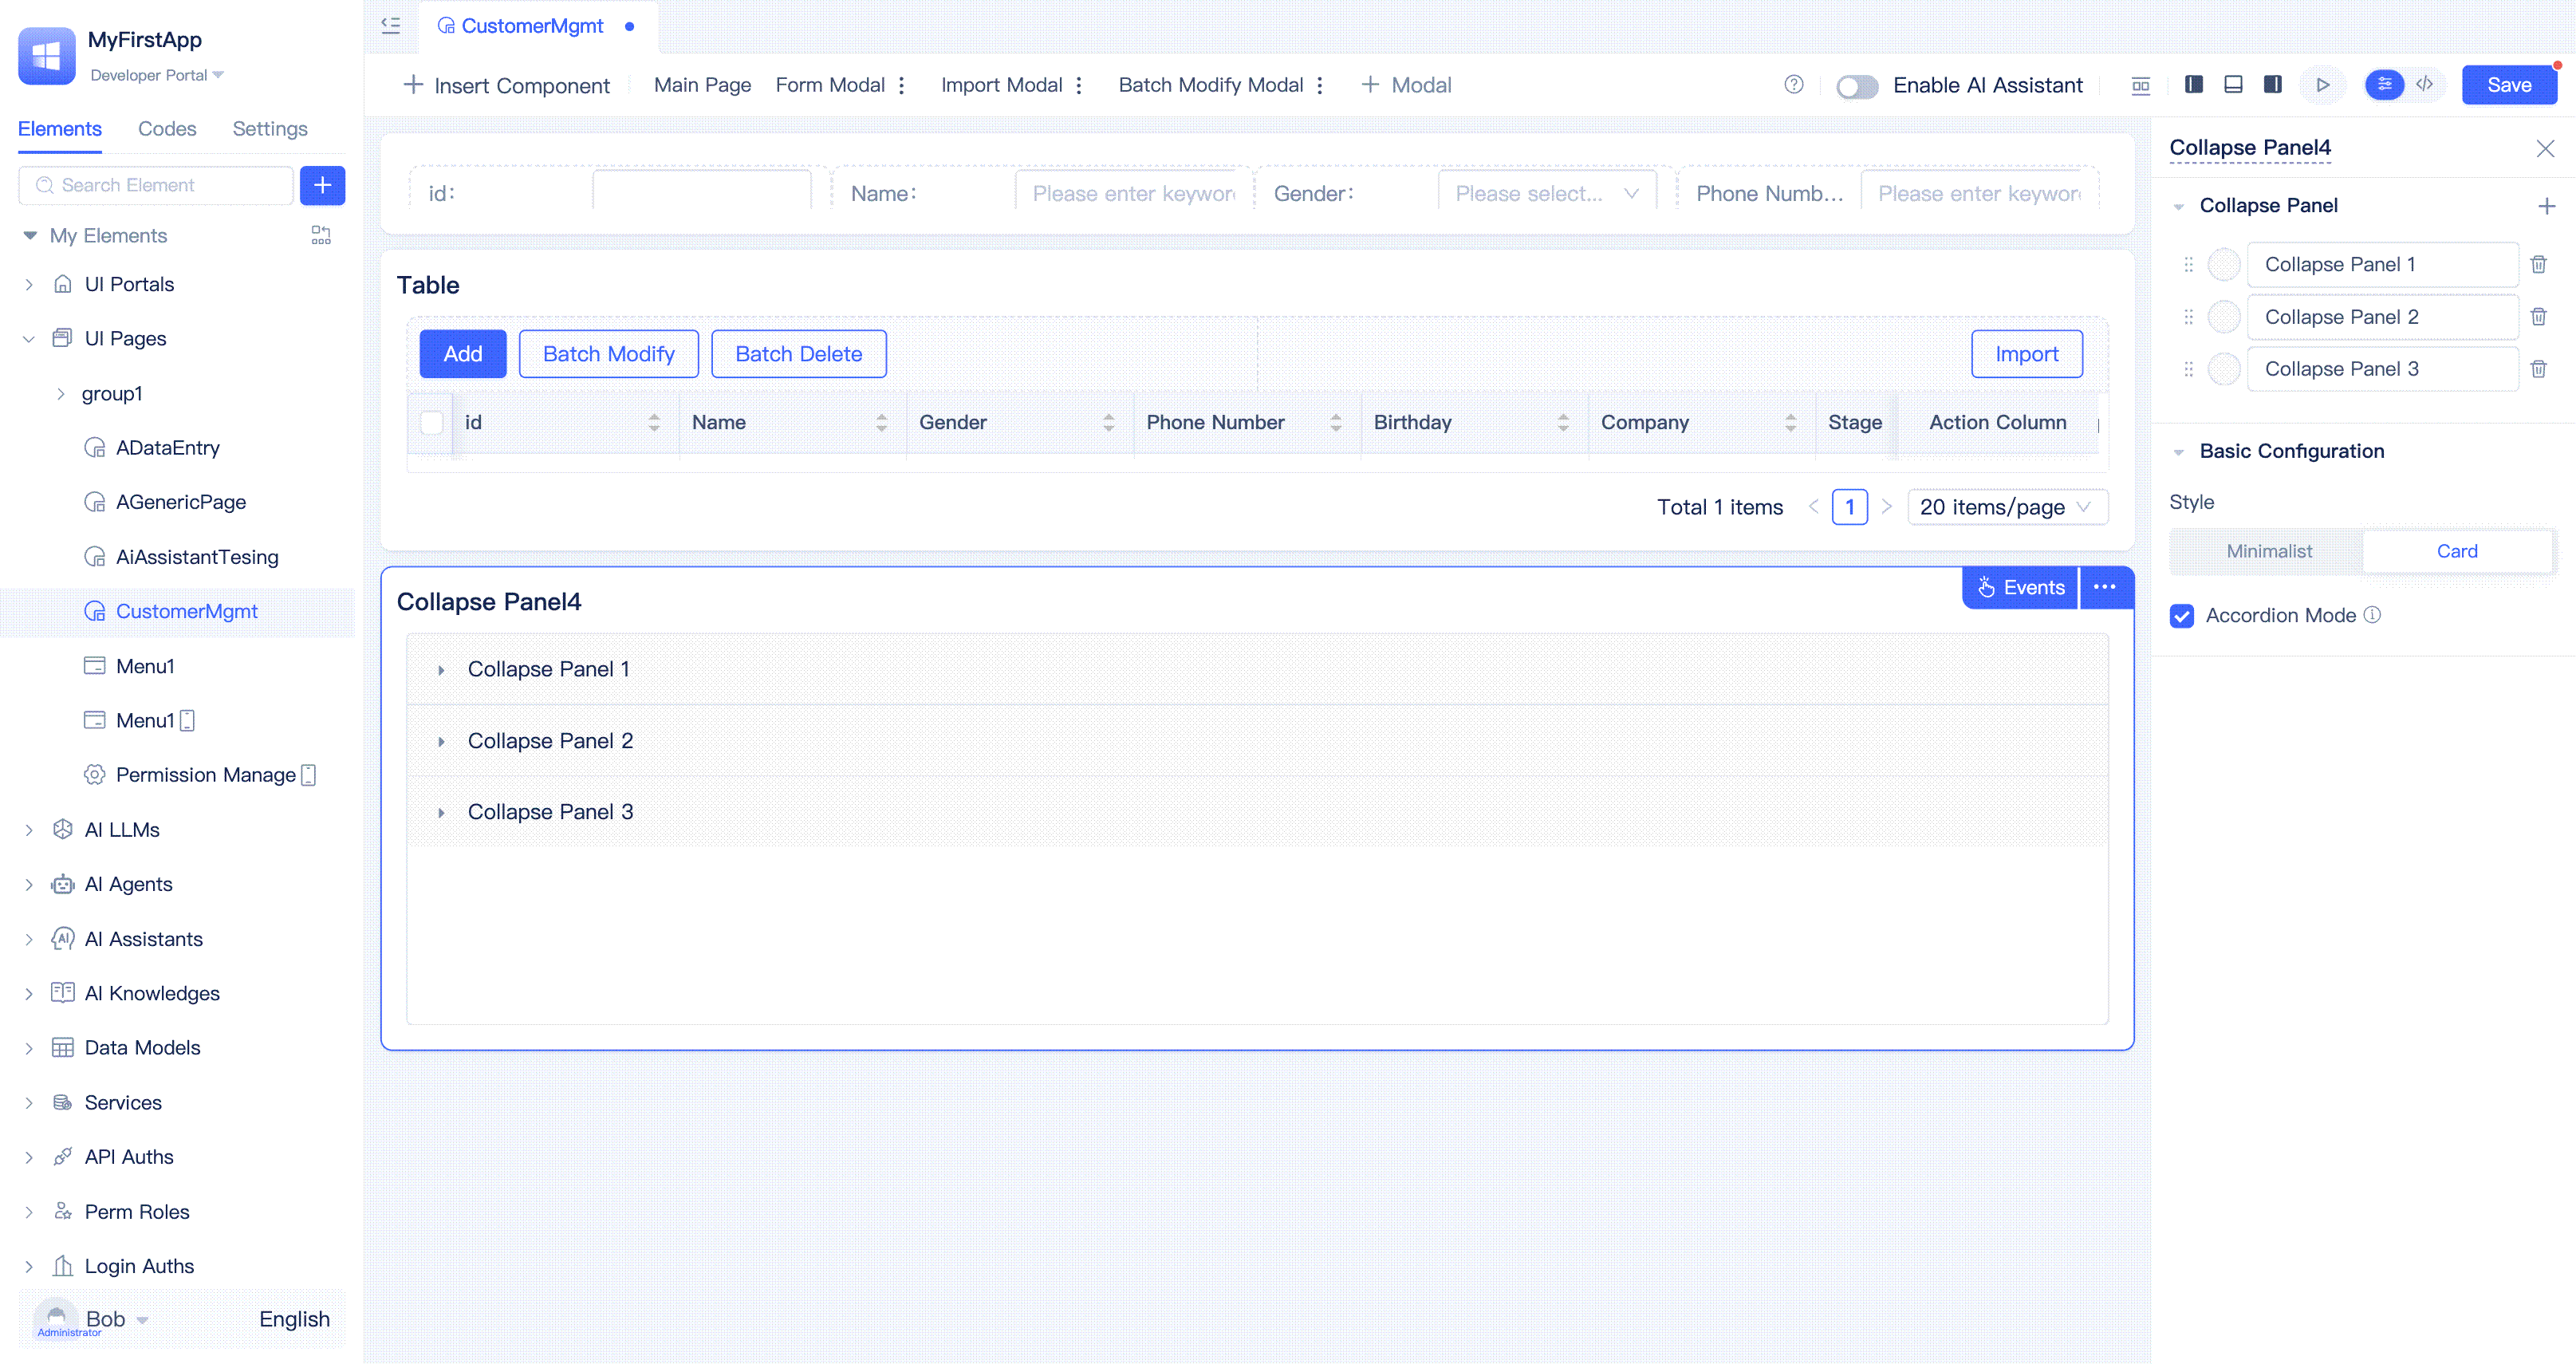 MyFirstApp
Developer Portal
Elements Codes Settings
Search Element
My Elements
UI Portals
UI Pages
group1
ADataEntry
AGenericPage
AiAssistantTesing
CustomerMgmt
Menu1
Menu1
Permission Manage
AI LLMs
AI Agents
AI Assistants
AI Knowledges
Data Models
Services
API Auths
Perm Roles
Login Auths
Bob
Administrator
English
CustomerMgmt
Insert Component Main Page Form Modal Import Modal Batch Modify Modal Modal
Enable AI Assistant
Save
id: Name: Please enter keywor Gender: Please select... Phone Numb... Please enter keywor
Table
Add Batch Modify Batch Delete Import
id Name Gender Phone Number Birthday Company Stage Action Column
Total 1 items 1 20 items/page
Collapse Panel4
Events
Collapse Panel 1
Collapse Panel 2
Collapse Panel 3
Collapse Panel4
Collapse Panel
Collapse Panel 1
Collapse Panel 2
Collapse Panel 3
Basic Configuration
Style
Minimalist Card
Accordion Mode